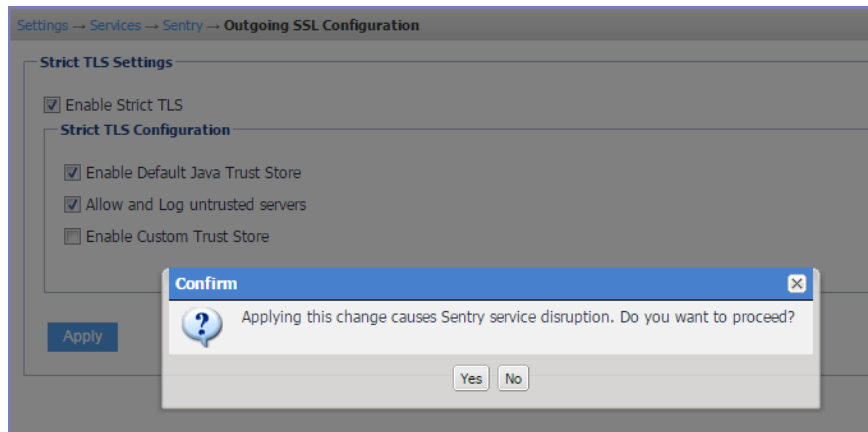 Settings → Services → Sentry → Outgoing SSL Configuration
Strict TLS Settings
Enable Strict TLS
Strict TLS Configuration
Enable Default Java Trust Store
Allow and Log untrusted servers
Enable Custom Trust Store
Confirm
Applying this change causes Sentry service disruption. Do you want to proceed?
Apply
Yes No